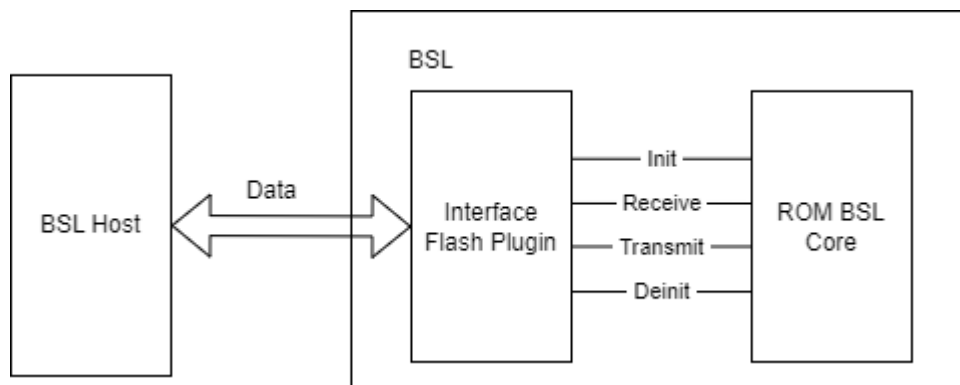 BSL
BSL Host
Data
Interface
Flash Plugin
Init
Receive
Transmit
Deinit
ROM BSL
Core